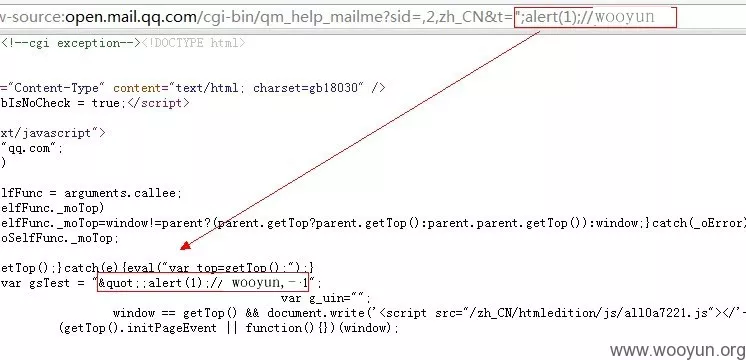 w-source:open.mail.qq.com/cgi-bin/qm_help_mailme?sid=,2,zh_CN&t=";alert(1);//wooyun
<!--cgi exception--><!DOCTYPE html>
="Content-Type" content="text/html; charset=gb18030" />
bIsNoCheck = true;</script>
xt/javascript">
"qq.com";
)
lfFunc = arguments.callee;
elfFunc._moTop)
elfFunc._moTop=window!=parent?(parent.getTop?parent.getTop():parent.parent.getTop()):window;}catch(_oError)
oSelfFunc._moTop;
etTop();}catch(e){eval("var top=getTop();");}
var gsTest = "&quot;;alert(1);// wooyun,-·1
var g_uin="";
window == getTop() && document.write('<script src="/zh_CN/htmledition/js/all0a7221.js"></'
(getTop().initPageEvent || function(){})(window);
www.wooyun.org